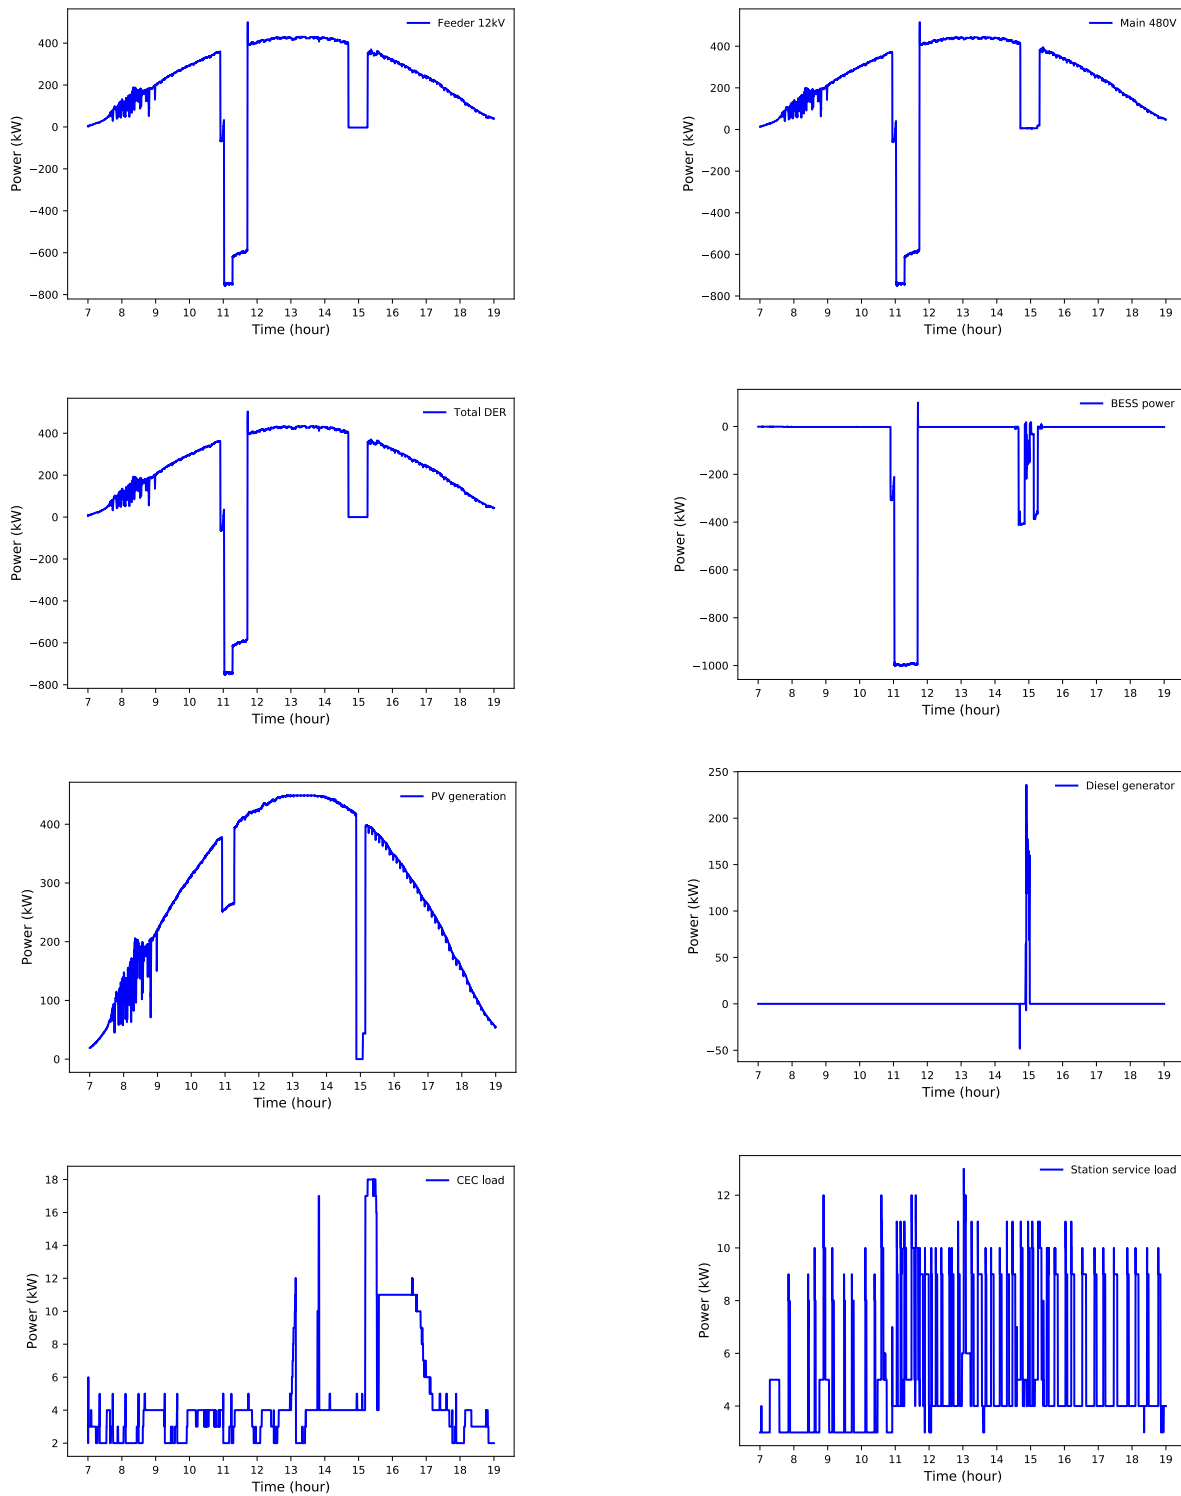 Feeder 12kV
400
200
0
−200
−400
−600
−800
Power (kW)
7 8 9 10 11 12 13 14 15 16 17 18 19
Time (hour)
Main 480V
400
200
0
−200
−400
−600
−800
Power (kW)
7 8 9 10 11 12 13 14 15 16 17 18 19
Time (hour)
Total DER
400
200
0
−200
−400
−600
−800
Power (kW)
7 8 9 10 11 12 13 14 15 16 17 18 19
Time (hour)
BESS power
0
−200
−400
−600
−800
−1000
Power (kW)
7 8 9 10 11 12 13 14 15 16 17 18 19
Time (hour)
PV generation
400
300
200
100
0
Power (kW)
7 8 9 10 11 12 13 14 15 16 17 18 19
Time (hour)
Diesel generator
250
200
150
100
50
0
−50
Power (kW)
7 8 9 10 11 12 13 14 15 16 17 18 19
Time (hour)
CEC load
18
16
14
12
10
8
6
4
2
Power (kW)
7 8 9 10 11 12 13 14 15 16 17 18 19
Time (hour)
Station service load
12
10
8
6
4
Power (kW)
7 8 9 10 11 12 13 14 15 16 17 18 19
Time (hour)